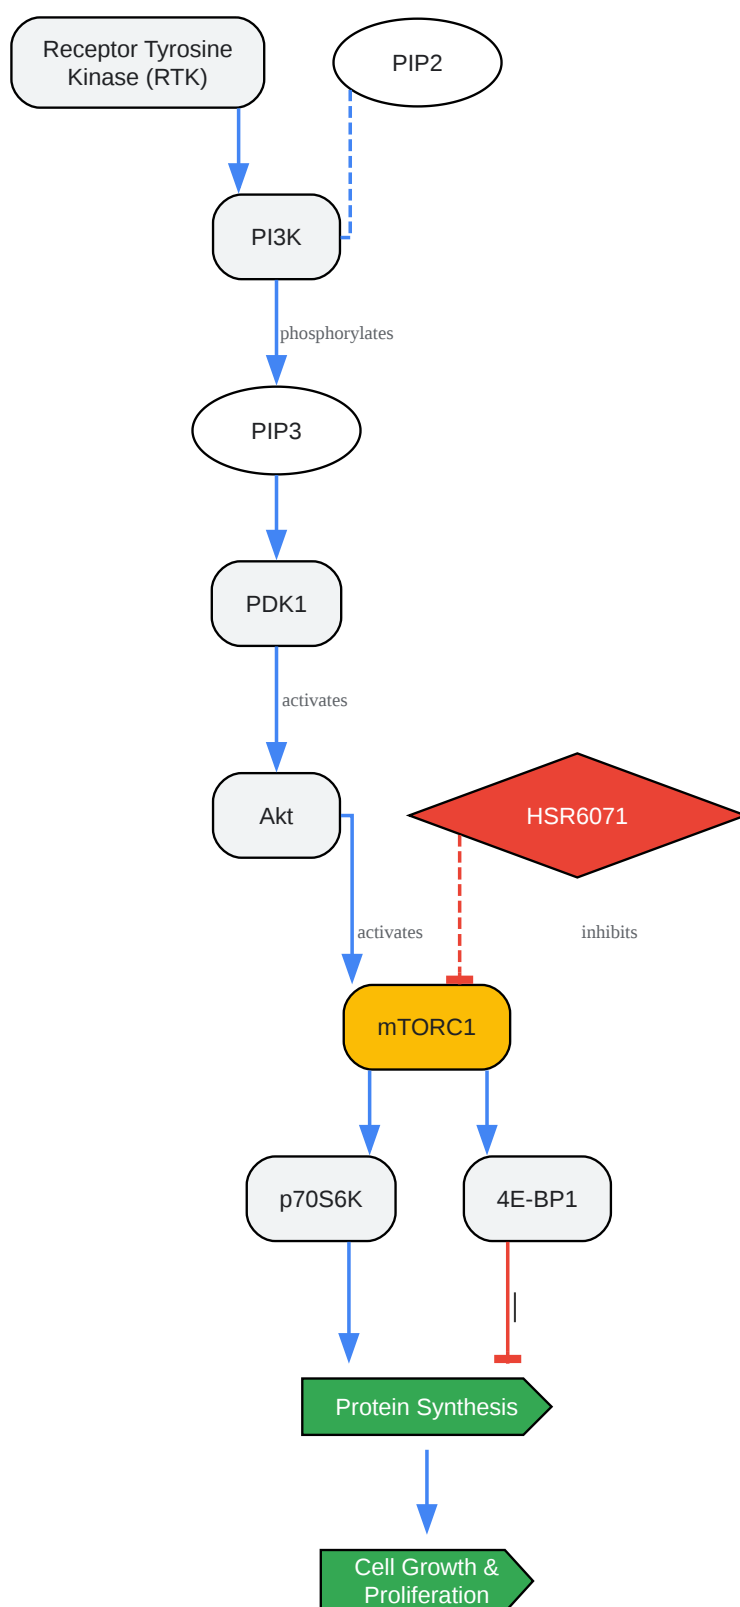 Receptor Tyrosine
Kinase (RTK)
PIP2
PI3K
phosphorylates
PIP3
PDK1
activates
Akt
HSR6071
activates
inhibits
mTORC1
p70S6K
4E-BP1
|
Protein Synthesis
Cell Growth &
Proliferation